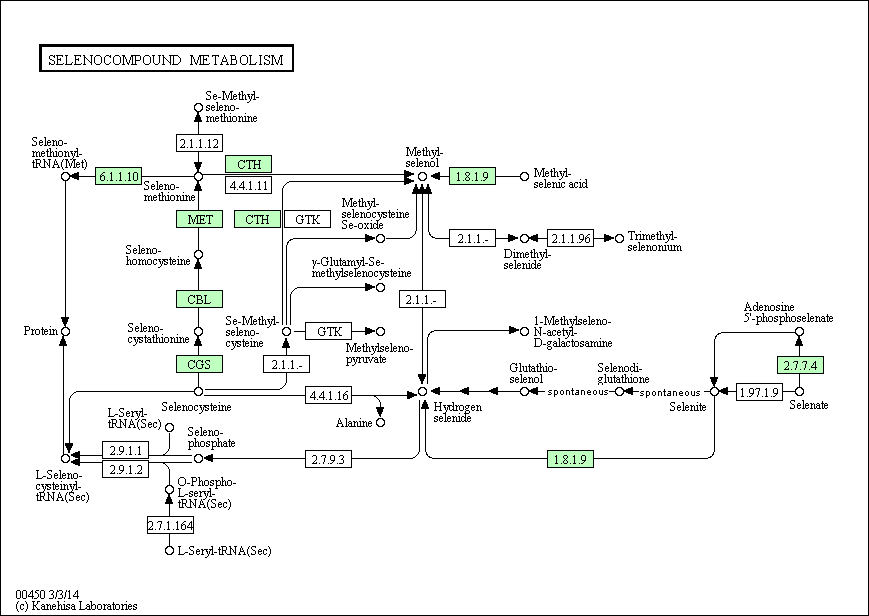 SELENOCOMPOUND METABOLISM
Se-Methyl-
seleno-
methionine
2.1.1.12
Seleno-
methionyl-
tRNA(Met)
6.1.1.10
Seleno-
methionine
CTH
4.4.1.11
Methyl-
selenol
1.8.1.9
Methyl-
selenic acid
MET
CTH
GTK
Methyl-
selenocysteine
Se-oxide
2.1.1.-
Dimethyl-
selenide
2.1.1.96
Trimethyl-
selenonium
Seleno-
homocysteine
γ-Glutamyl-Se-
methylselenocysteine
CBL
2.1.1.-
Protein
Seleno-
cystathionine
Se-Methyl-
seleno-
cysteine
GTK
Methylseleno-
pyruvate
1-Methylseleno-
N-acetyl-
D-galactosamine
Adenosine
5'-phosphoselenate
CGS
2.1.1.-
Glutathio-
selenol
Selenodi-
glutathione
2.7.7.4
Selenocysteine
4.4.1.16
Alanine
Hydrogen
selenide
spontaneous
spontaneous
Selenite
1.97.1.9
Selenate
L-Seryl-
tRNA(Sec)
Seleno-
phosphate
2.9.1.1
2.9.1.2
2.7.9.3
1.8.1.9
L-Seleno-
cysteinyl-
tRNA(Sec)
O-Phospho-
L-seryl-
tRNA(Sec)
2.7.1.164
L-Seryl-tRNA(Sec)
00450 3/3/14
(c) Kanehisa Laboratories